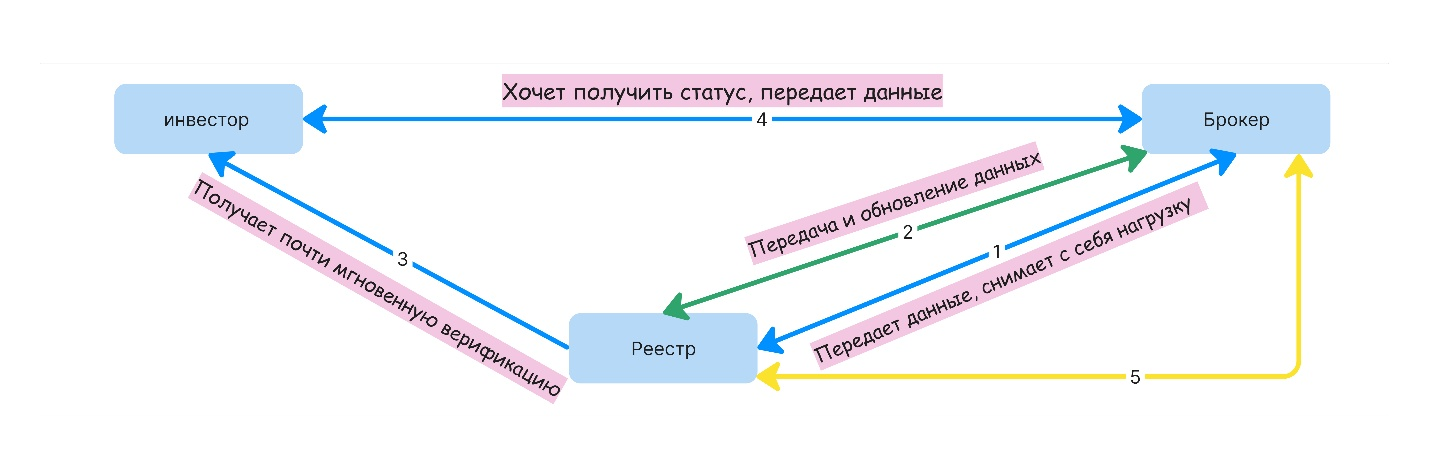 Хочет получить статус, передает данные
инвестор
4
Брокер
Передача и обновление данных
2
Получает почти мгновенную верификацию
3
1
Передает данные, снимает с себя нагрузку
Реестр
5